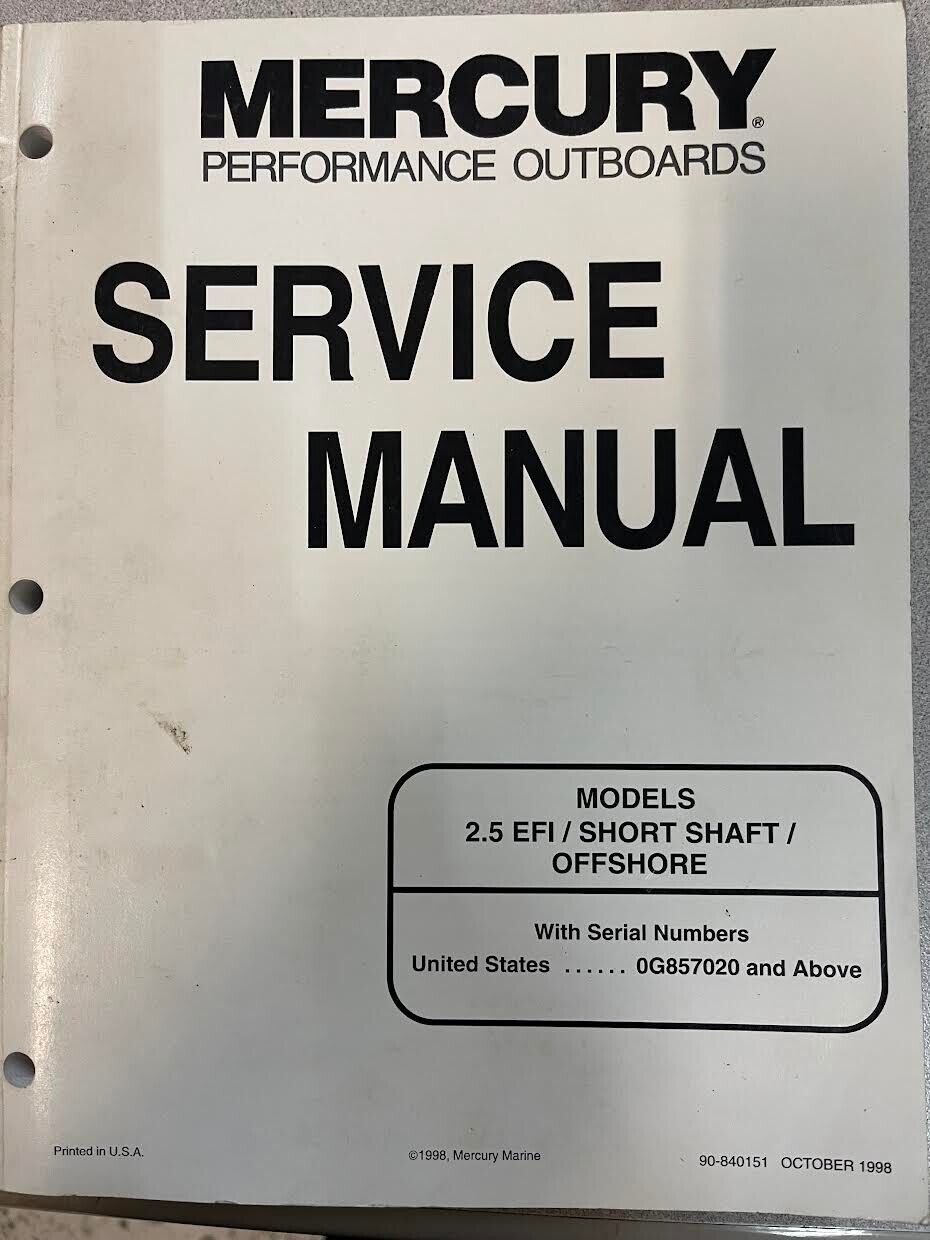 MERCURY®
PERFORMANCE OUTBOARDS
SERVICE
MANUAL
MODELS
2.5 EFI / SHORT SHAFT /
OFFSHORE
With Serial Numbers
United States ...... 0G857020 and Above
Printed in U.S.A.
©1998, Mercury Marine
90-840151 OCTOBER 1998